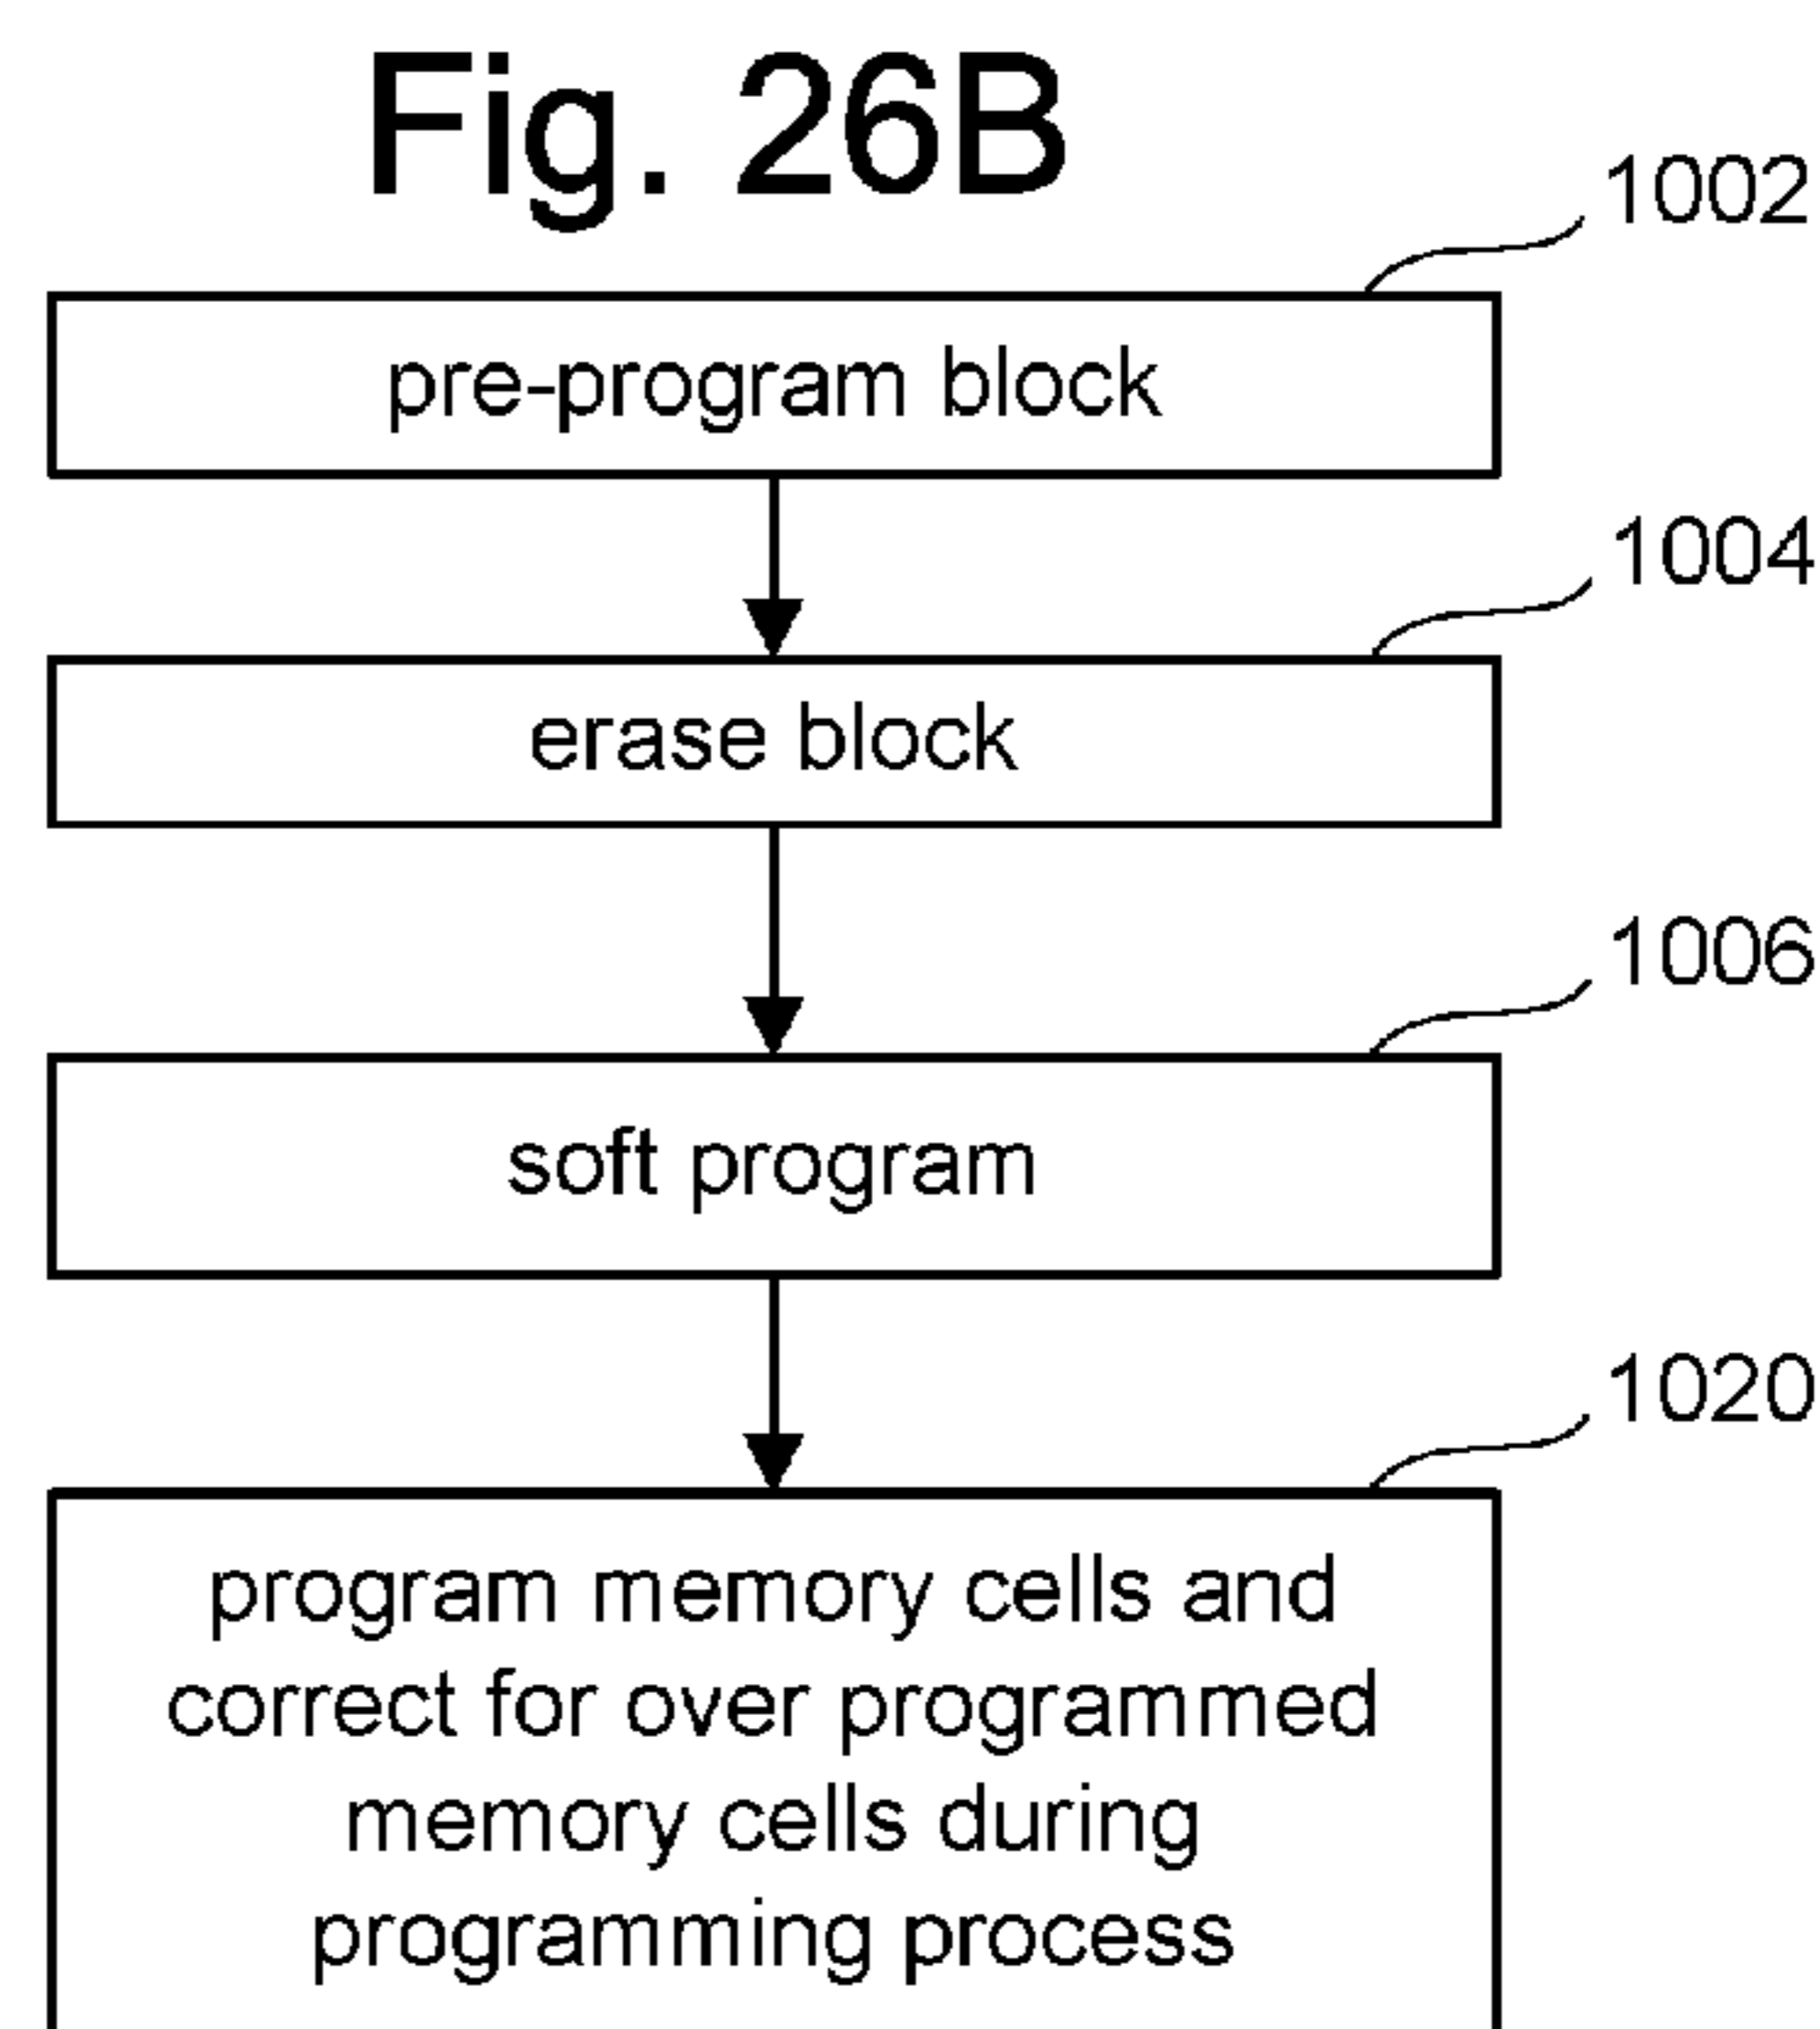 Fig. 26B
1002
pre-program block
1004
erase block
1006
soft program
1020
program memory cells and
correct for over programmed
memory cells during
programming process